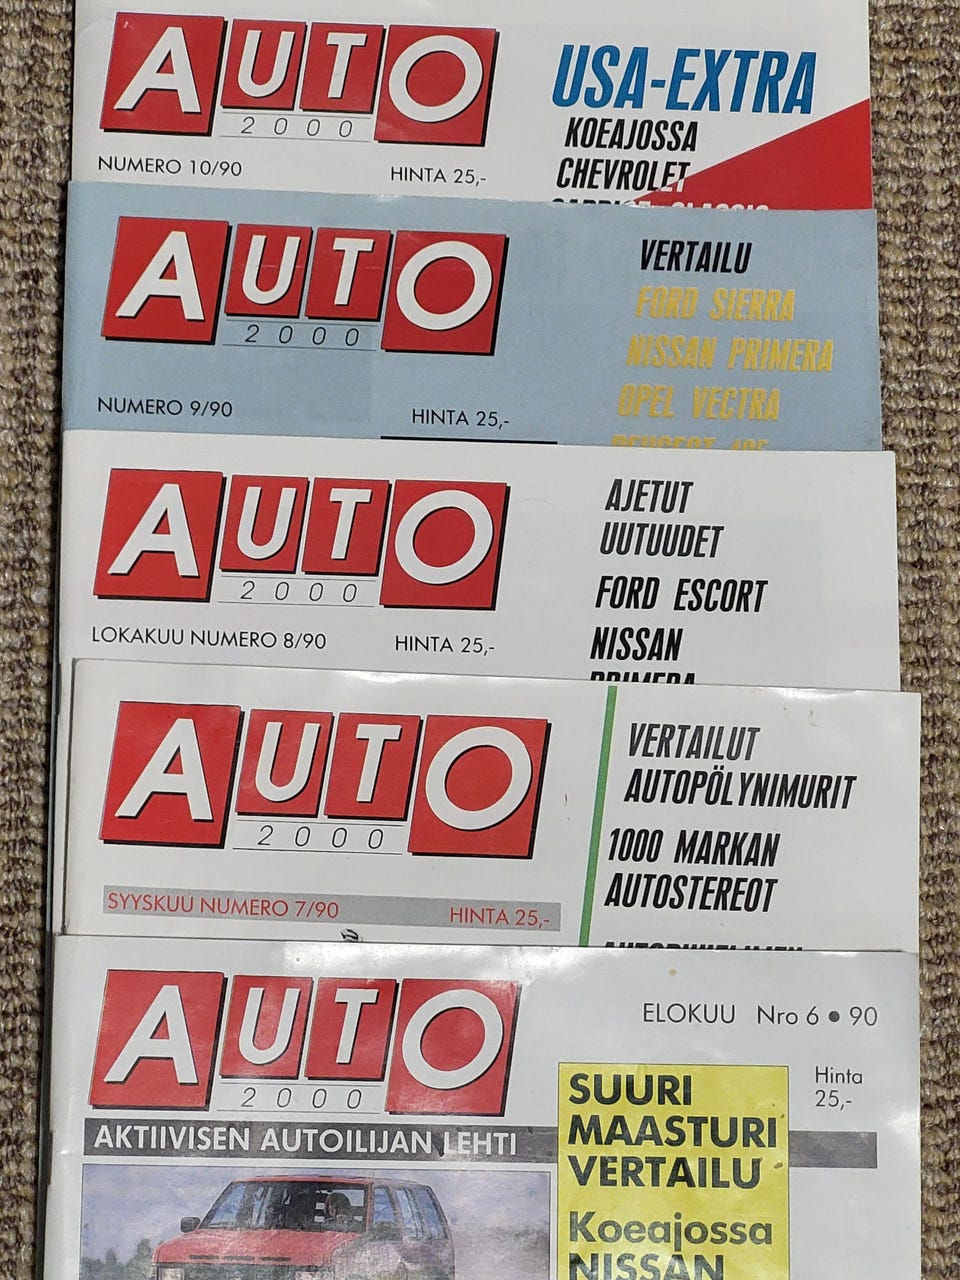 AUTO
2000
NUMERO 10/90
HINTA 25,-
USA-EXTRA
KOEAJOSSA
CHEVROLET
AUTO
2000
NUMERO 9/90
HINTA 25,-
VERTAILU
FORD SIERRA
NISSAN PRIMERA
OPEL VECTRA
PEUGEOT 405
AUTO
2000
LOKAKUU NUMERO 8/90
HINTA 25,-
AJETUT
UUTUUDET
FORD ESCORT
NISSAN
PRIMERA
AUTO
2000
SYYSKUU NUMERO 7/90
HINTA 25,-
VERTAILUT
AUTOPÖLYNIMURIT
1000 MARKAN
AUTOSTEREOT
AUTO
2000
AKTIIVISEN AUTOILIJAN LEHTI
ELOKUU Nro 6 • 90
Hinta
25,-
SUURI
MAASTURI
VERTAILU
Koeajossa
NISSAN